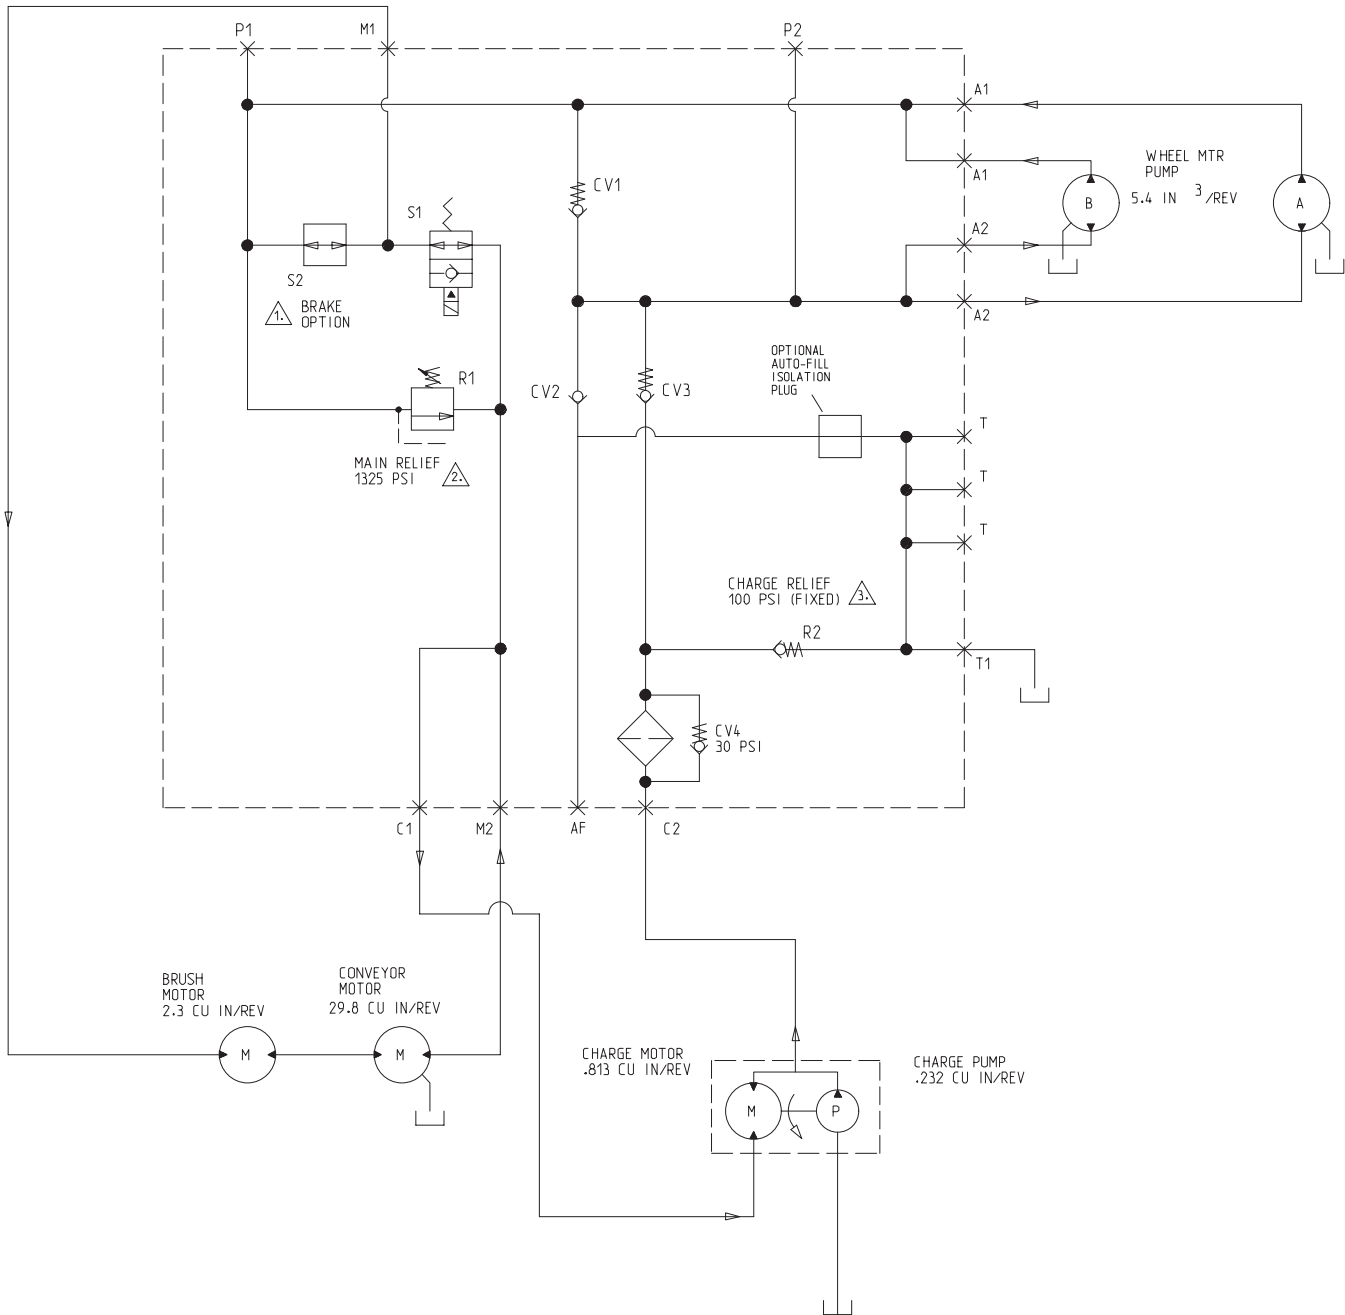 P1
M1
P2
A1
A1
WHEEL MTR
PUMP
5.4 IN 3 /REV
B
A
CV1
S1
A2
S2
1.
BRAKE
OPTION
A2
OPTIONAL
AUTO-FILL
ISOLATION
PLUG
R1
CV2
CV3
T
MAIN RELIEF
1325 PSI
2.
T
T
CHARGE RELIEF
100 PSI (FIXED)
3.
R2
T1
CV4
30 PSI
C1
M2
AF
C2
BRUSH
MOTOR
2.3 CU IN/REV
CONVEYOR
MOTOR
29.8 CU IN/REV
M
M
CHARGE MOTOR
.813 CU IN/REV
CHARGE PUMP
.232 CU IN/REV
M
P